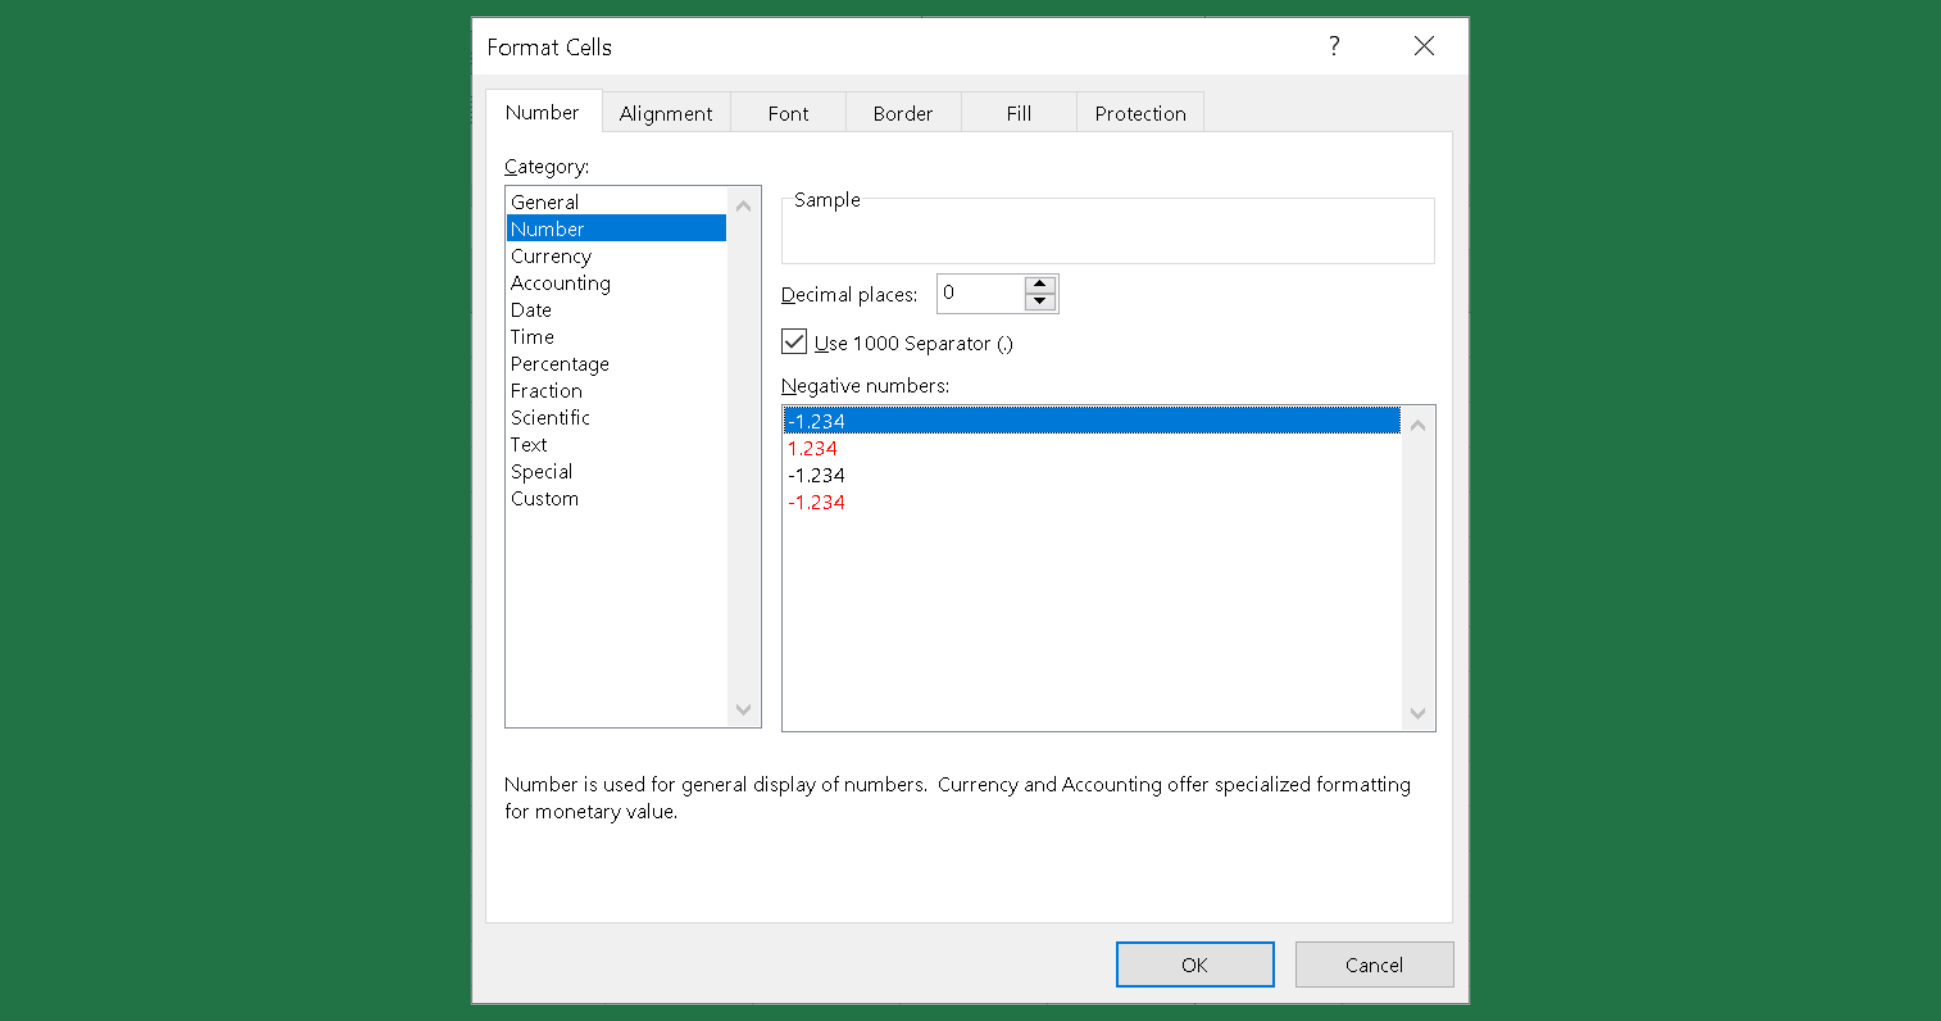 Format Cells
?
Number Alignment Font Border Fill Protection
Category:
General
Number
Currency
Accounting
Date
Time
Percentage
Fraction
Scientific
Text
Special
Custom
Sample
Decimal places: 0
Use 1000 Separator (.)
Negative numbers:
-1.234
1.234
-1.234
-1.234
Number is used for general display of numbers.  Currency and Accounting offer specialized formatting
for monetary value.
OK Cancel